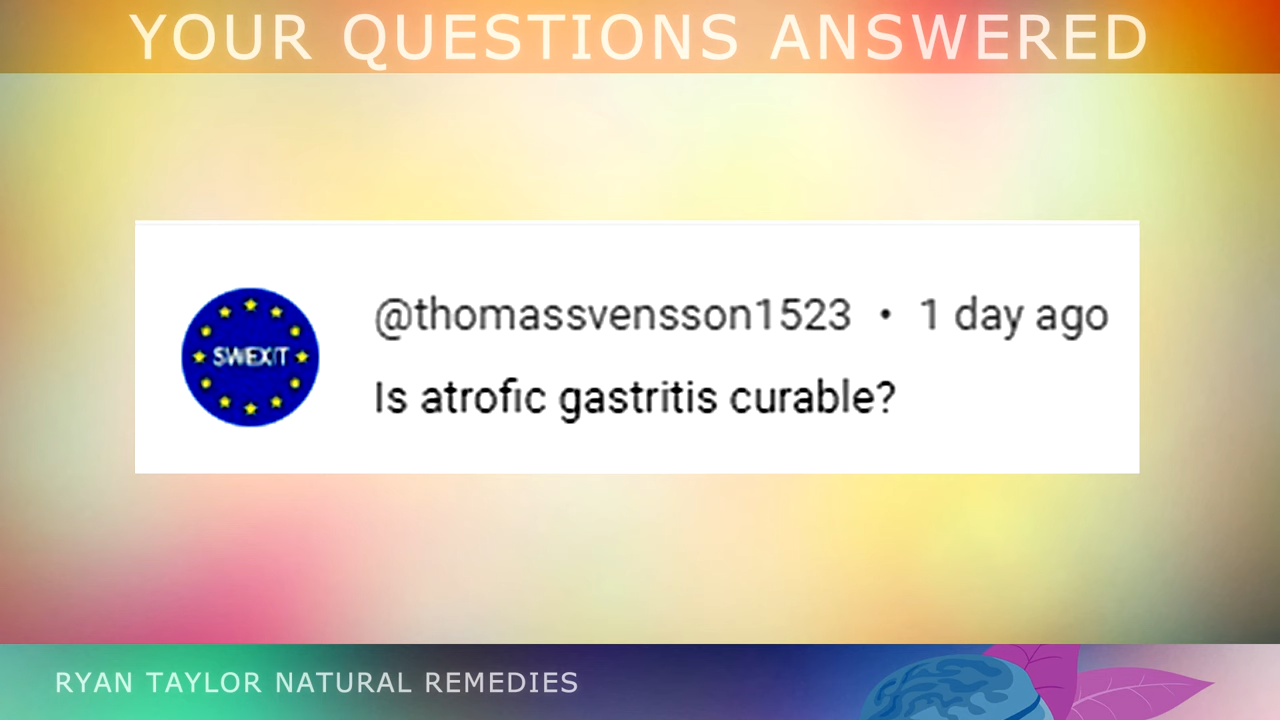 YOUR QUESTIONS ANSWERED
SWEXIT
@thomassvensson1523 • 1 day ago
Is atrofic gastritis curable?
RYAN TAYLOR NATURAL REMEDIES